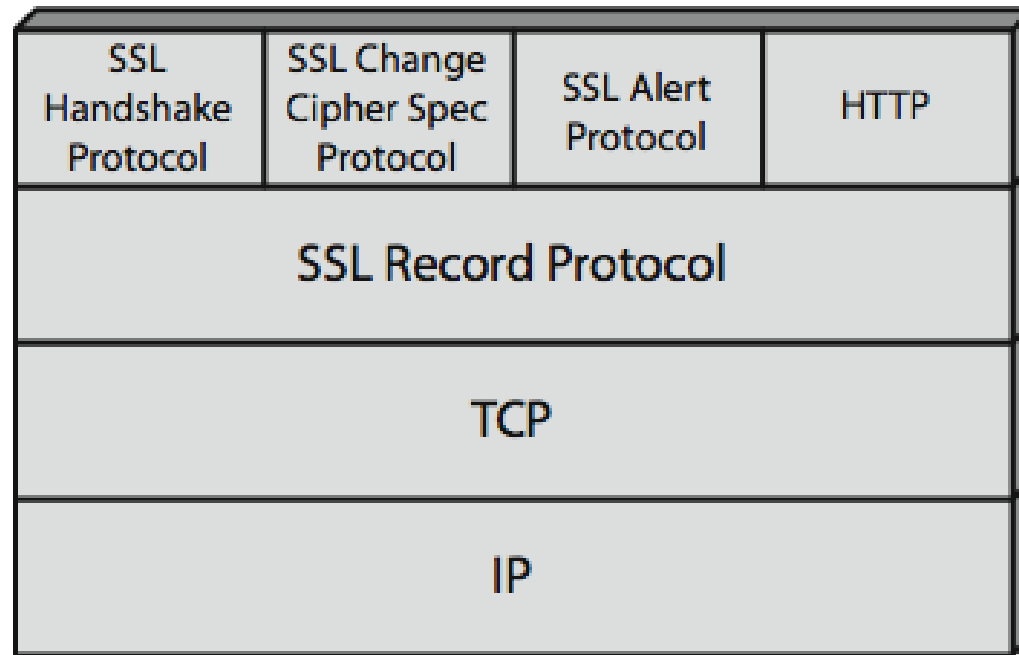 SSL
Handshake
Protocol
SSL Change
Cipher Spec
Protocol
SSL Alert
Protocol
HTTP
SSL Record Protocol
TCP
IP